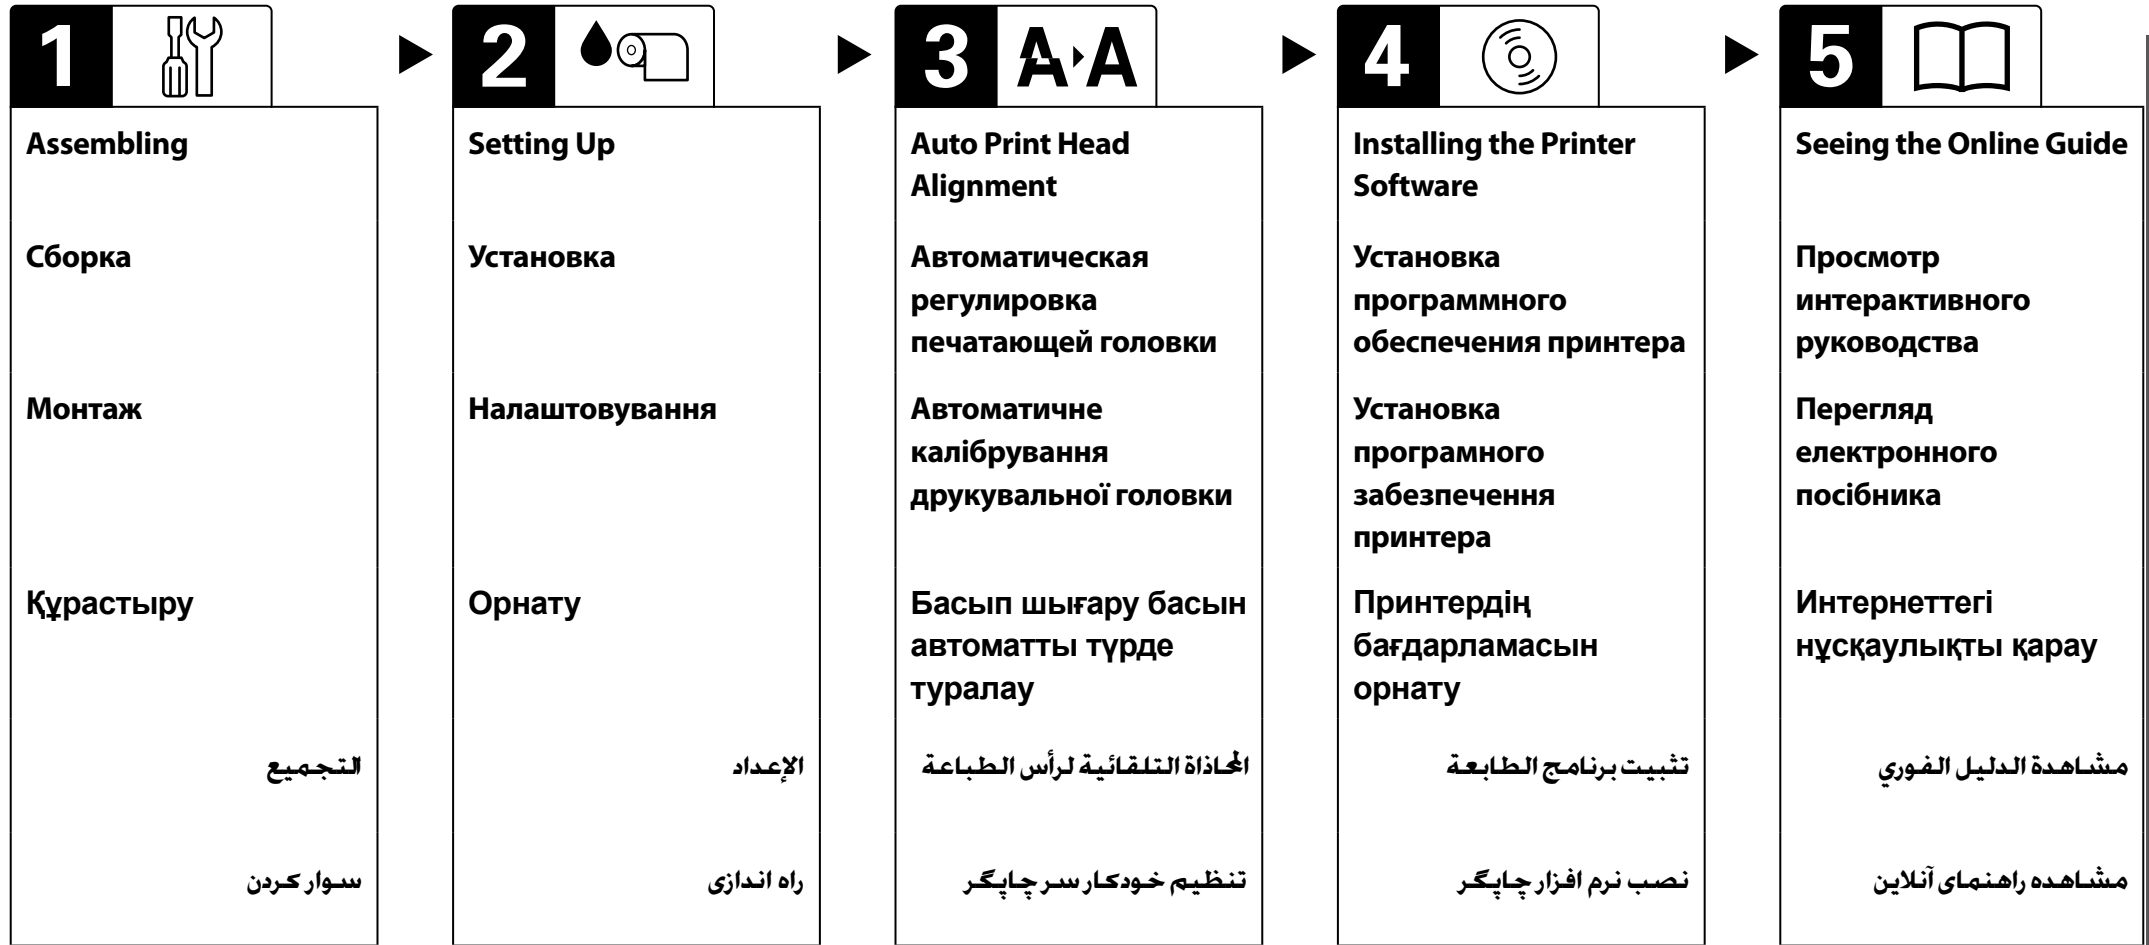 1
Assembling
Сборка
Монтаж
Құрастыру
التجميع
سوار کردن
2
Setting Up
Установка
Налаштовування
Орнату
الإعداد
راه اندازی
3 A A
Auto Print Head
Alignment
Автоматическая
регулировка
печатающей головки
Автоматичне
калібрування
друкувальної головки
Басып шығару басын
автоматты түрде
туралау
المحاذاة التلقائية لرأس الطباعة
تنظیم خودکار سر چاپگر
4
Installing the Printer
Software
Установка
программного
обеспечения принтера
Установка
програмного
забезпечення
принтера
Принтердің
бағдарламасын
орнату
تثبيت برنامج الطابعة
نصب نرم افزار چاپگر
5
Seeing the Online Guide
Просмотр
интерактивного
руководства
Перегляд
електронного
посібника
Интернеттегі
нұсқаулықты қарау
مشاهدة الدليل الفوري
مشاهده راهنمای آنلاین